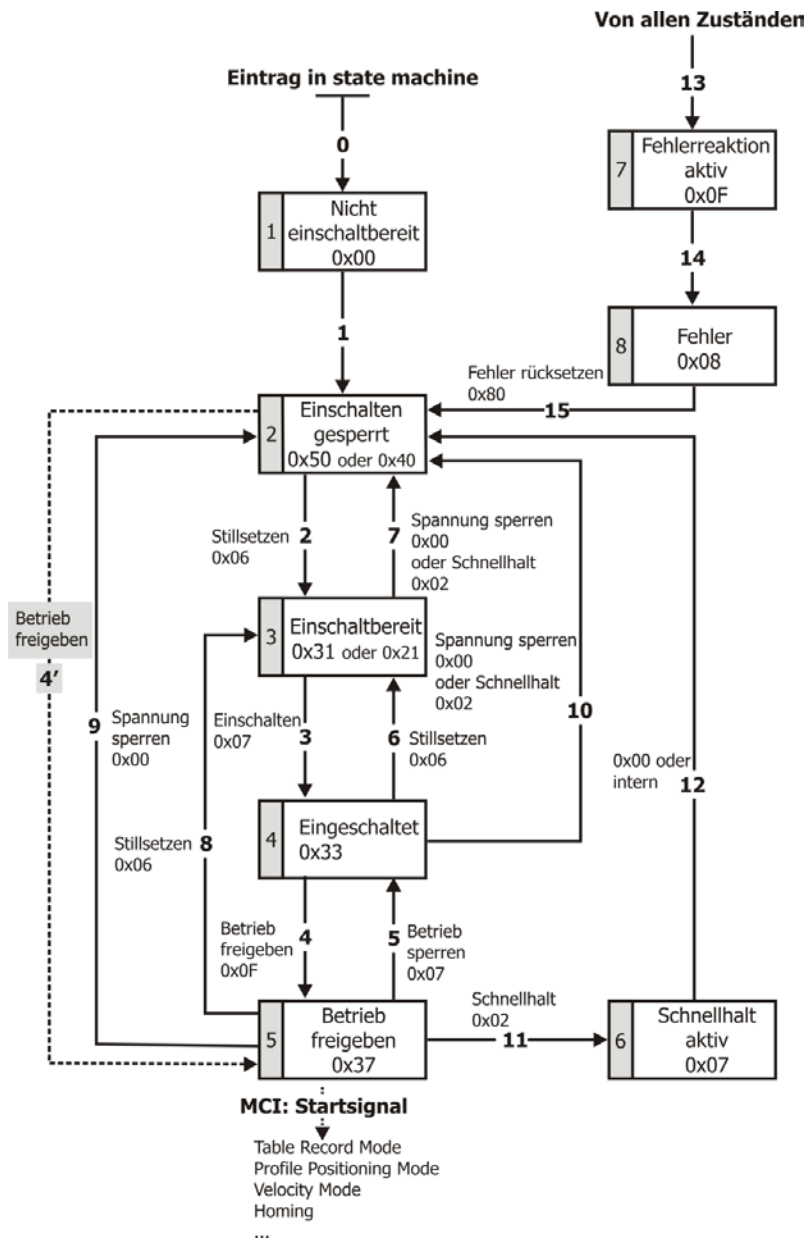 Von allen Zuständen
13
Eintrag in state machine
0
7
Fehlerreaktion
aktiv
0x0F
1
Nicht
einschaltbereit
0x00
14
1
8
Fehler
0x08
Fehler rücksetzen
0x80
15
2
Einschalten
gesperrt
0x50 oder 0x40
Stillsetzen
0x06
2
7
Spannung sperren
0x00
oder Schnellhalt
0x02
Betrieb
freigeben
4’
3
Einschaltbereit
0x31 oder 0x21
Spannung sperren
0x00
oder Schnellhalt
0x02
10
9
Spannung
sperren
0x00
Einschalten
0x07
3
6
Stillsetzen
0x06
0x00 oder
intern
12
Stillsetzen
0x06
8
4
Eingeschaltet
0x33
Betrieb
freigeben
0x0F
4
5
Betrieb
sperren
0x07
5
Betrieb
freigeben
0x37
Schnellhalt
0x02
11
6
Schnellhalt
aktiv
0x07
MCI: Startsignal
Table Record Mode
Profile Positioning Mode
Velocity Mode
Homing
...